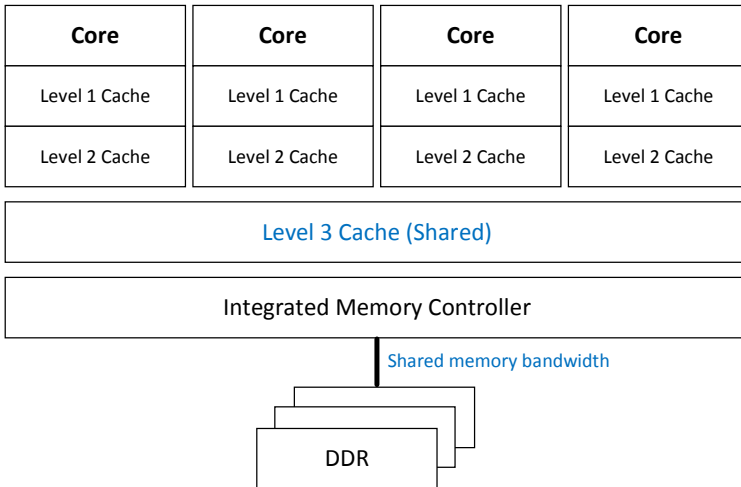 Core Core Core Core
Level 1 Cache Level 1 Cache Level 1 Cache Level 1 Cache
Level 2 Cache Level 2 Cache Level 2 Cache Level 2 Cache
Level 3 Cache (Shared)
Integrated Memory Controller
Shared memory bandwidth
DDR